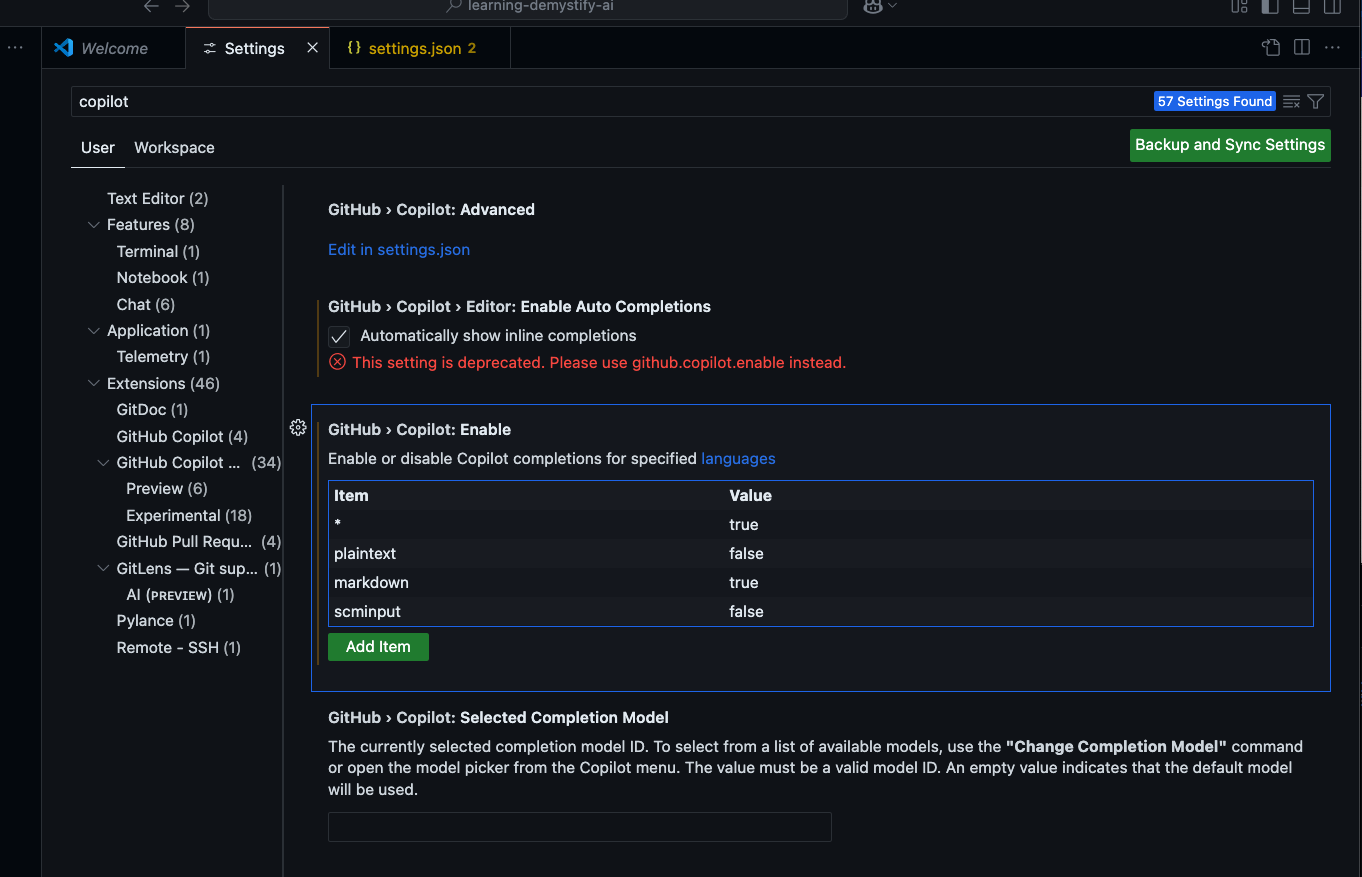 learning-demystify-ai
Welcome
Settings
settings.json 2
copilot
57 Settings Found
User
Workspace
Backup and Sync Settings
Text Editor (2)
Features (8)
Terminal (1)
Notebook (1)
Chat (6)
Application (1)
Telemetry (1)
Extensions (46)
GitDoc (1)
GitHub Copilot (4)
GitHub Copilot ... (34)
Preview (6)
Experimental (18)
GitHub Pull Requ... (4)
GitLens — Git sup... (1)
AI (PREVIEW) (1)
Pylance (1)
Remote - SSH (1)
GitHub › Copilot: Advanced
Edit in settings.json
GitHub › Copilot › Editor: Enable Auto Completions
Automatically show inline completions
This setting is deprecated. Please use github.copilot.enable instead.
GitHub › Copilot: Enable
Enable or disable Copilot completions for specified languages
Item Value
* true
plaintext false
markdown true
scminput false
Add Item
GitHub › Copilot: Selected Completion Model
The currently selected completion model ID. To select from a list of available models, use the "Change Completion Model" command
or open the model picker from the Copilot menu. The value must be a valid model ID. An empty value indicates that the default model
will be used.